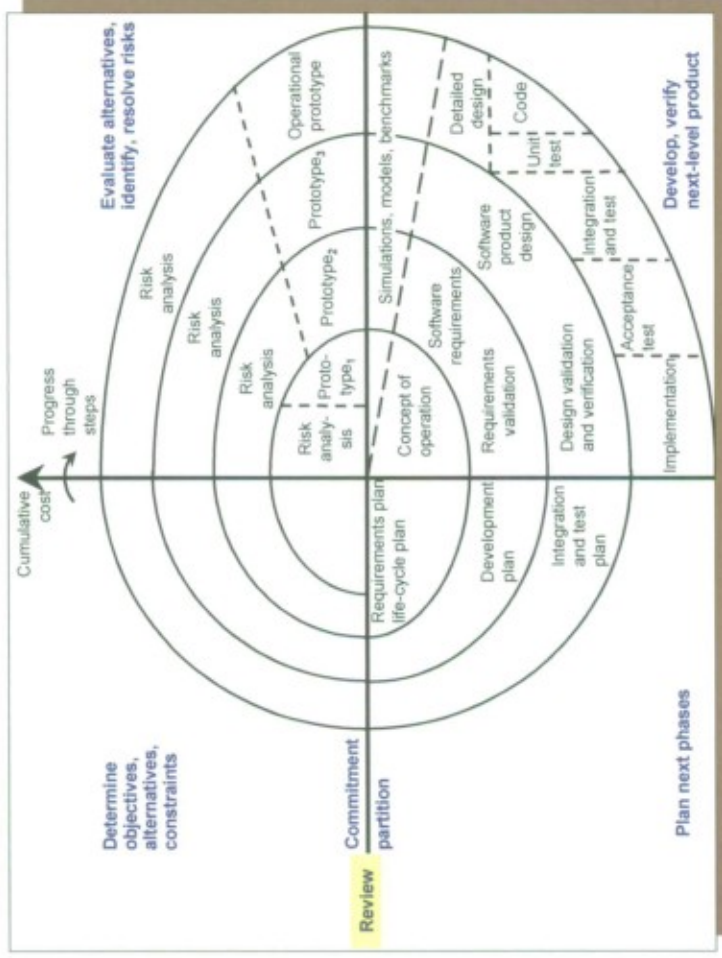 Cumulative
cost
Progress
through
steps
Determine
objectives,
alternatives,
constraints
Evaluate alternatives,
identify, resolve risks
Risk
analysis
Risk
analysis
Risk
analysis
Risk
analy-
sis
Proto-
type₁
Prototype₂
Prototype₃
Operational
prototype
Review
Commitment
partition
Simulations, models, benchmarks
Requirements plan
life-cycle plan
Concept of
operation
Software
requirements
Software
product
design
Detailed
design
Code
Unit
test
Development
plan
Requirements
validation
Integration
and test
plan
Design validation
and verification
Integration
and test
Acceptance
test
Implementation
Plan next phases
Develop, verify
next-level product